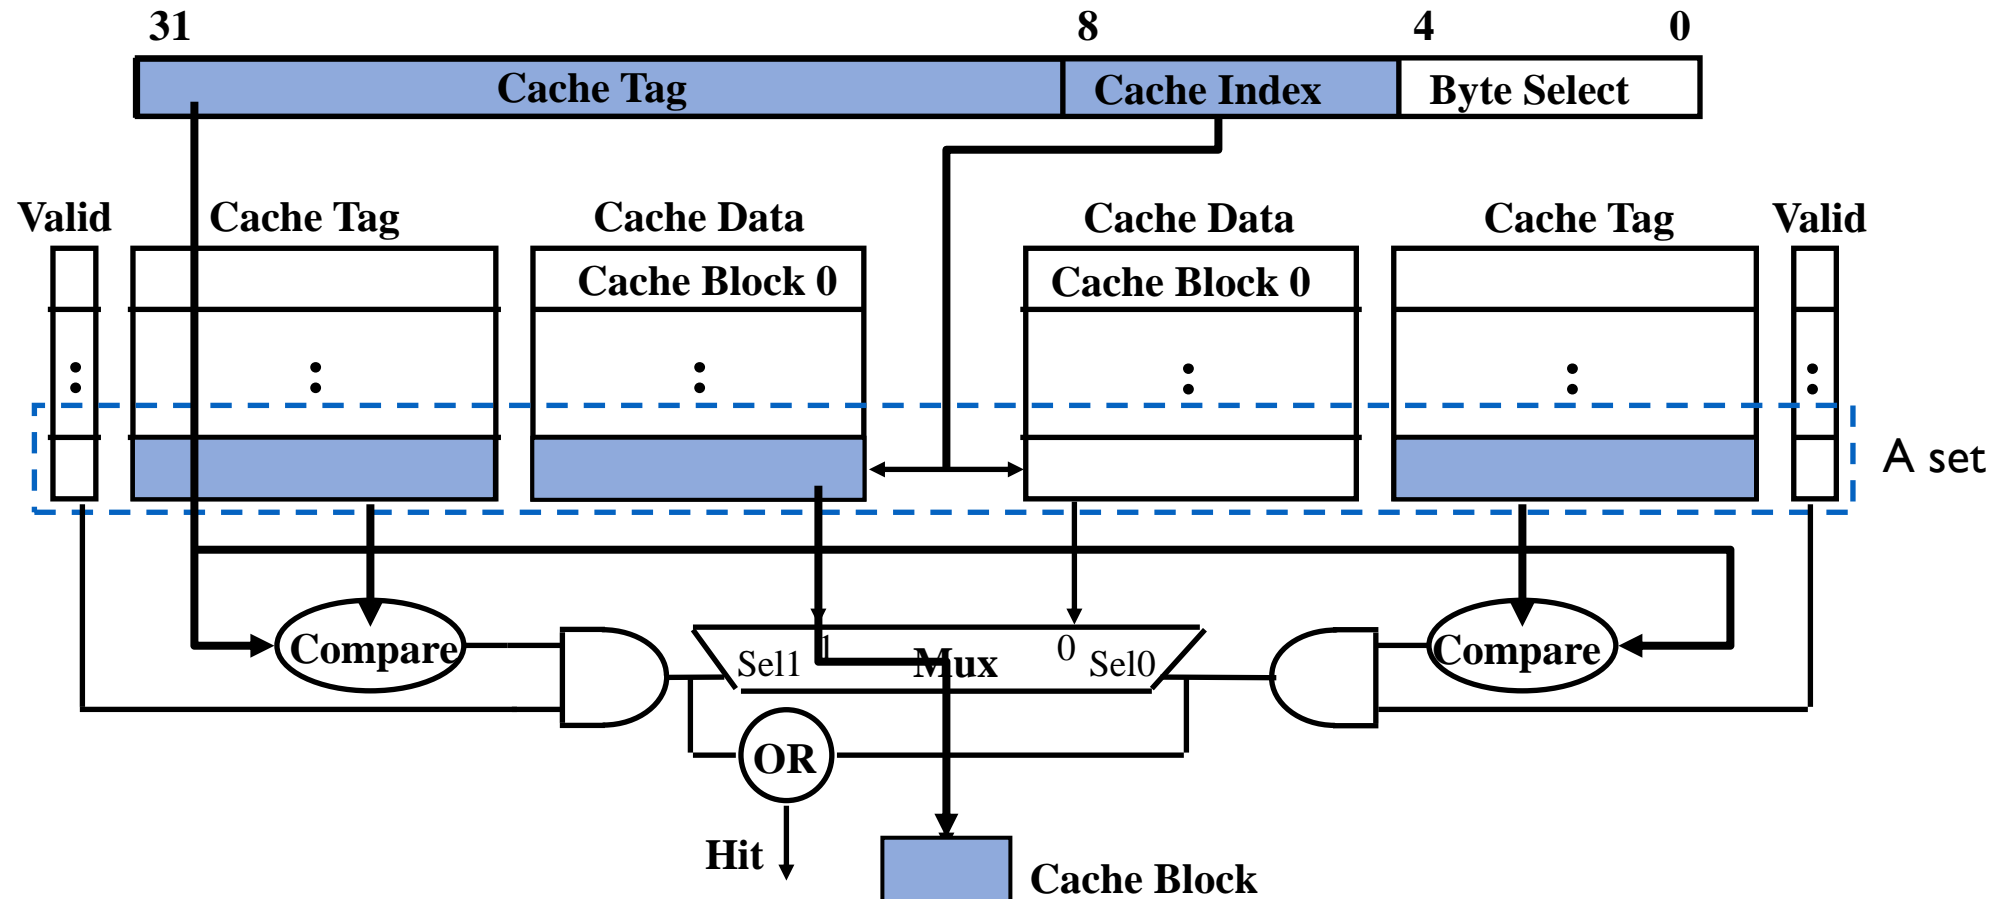 31 8 4 0
Cache Tag Cache Index Byte Select
Valid Cache Tag Cache Data Cache Data Cache Tag Valid
Cache Block 0 Cache Block 0
A set
Compare Sel1 1 Mux 0 Sel0 Compare
OR
Hit
Cache Block